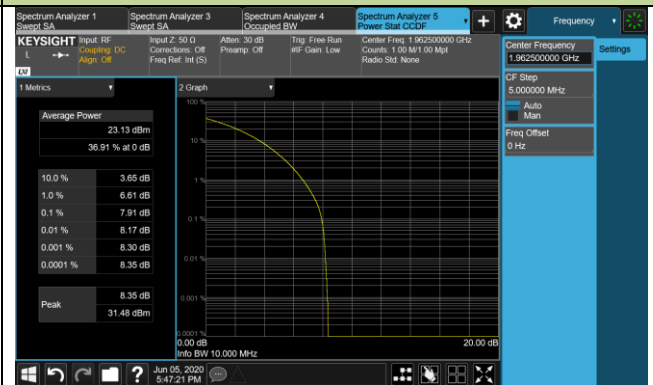 Spectrum Analyzer 1
Swept SA
Spectrum Analyzer 3
Swept SA
Spectrum Analyzer 4
Occupied BW
Spectrum Analyzer 5
Power Stat CCDF
Frequency
KEYSIGHT
L
Input: RF
Coupling: DC
Align: Off
Input Z: 50 Ω
Corrections: Off
Freq Ref: Int (S)
Atten: 30 dB
Preamp: Off
Trig: Free Run
#IF Gain: Low
Center Freq: 1.962500000 GHz
Counts: 1.00 M/1.00 Mpt
Radio Std: None
Center Frequency
1.962500000 GHz
Settings
CF Step
5.000000 MHz
Auto
Man
Freq Offset
0 Hz
1 Metrics
2 Graph
Average Power
23.13 dBm
36.91 % at 0 dB
10.0 % 3.65 dB
1.0 % 6.61 dB
0.1 % 7.91 dB
0.01 % 8.17 dB
0.001 % 8.30 dB
0.0001 % 8.35 dB
Peak
8.35 dB
31.48 dBm
100 %
10 %
1 %
0.1 %
0.01 %
0.001 %
0.0001 %
0.00 dB
20.00 dB
Info BW 10.000 MHz
Jun 05, 2020
5:47:21 PM